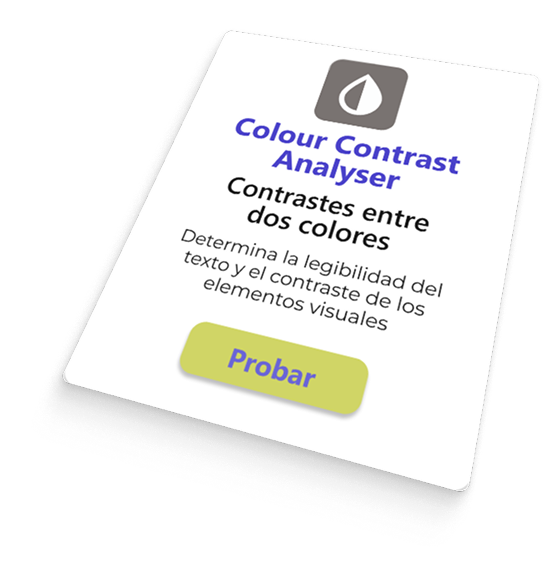 Colour Contrast
Analyser
Contrastes entre
dos colores
Determina la legibilidad del
texto y el contraste de los
elementos visuales
Probar